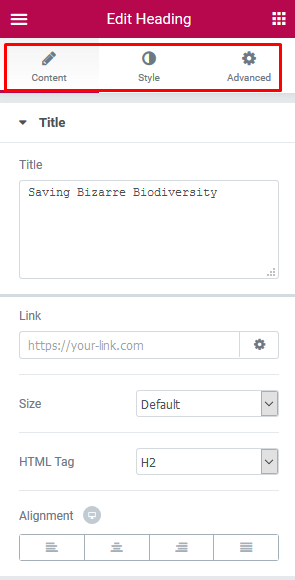 Edit Heading
Content Style Advanced
Title
Title
Saving Bizarre Biodiversity
Link
https://your-link.com
Size Default
HTML Tag H2
Alignment